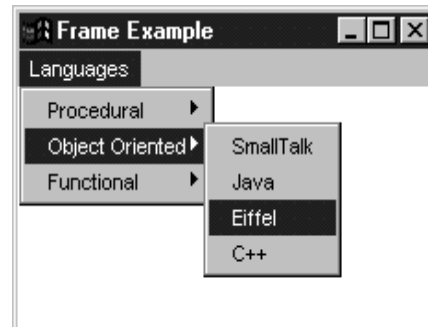 Frame Example
Languages
Procedural
Object Oriented
Functional
SmallTalk
Java
Eiffel
C++